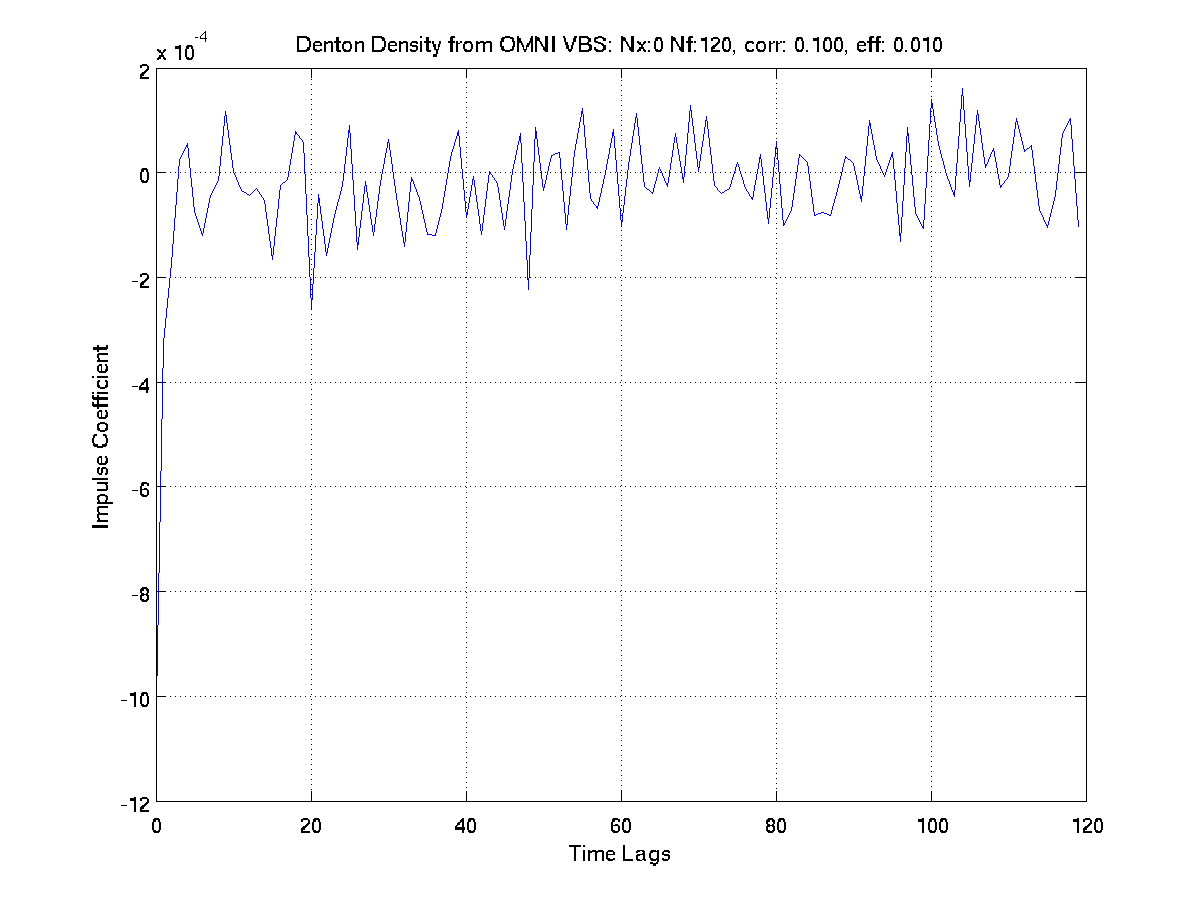 Denton Density from OMNI VBS: Nx:0 Nf:120, corr: 0.100, eff: 0.010
x 10-4
2
0
-2
-4
-6
-8
-10
-12
Impulse Coefficient
0 20 40 60 80 100 120
Time Lags